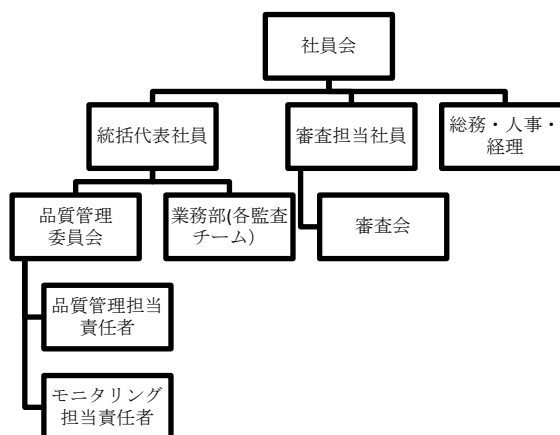 社員会
統括代表社員
審査担当社員
総務・人事・
経理
品質管理
委員会
業務部(各監査
チーム）
審査会
品質管理担当
責任者
モニタリング
担当責任者